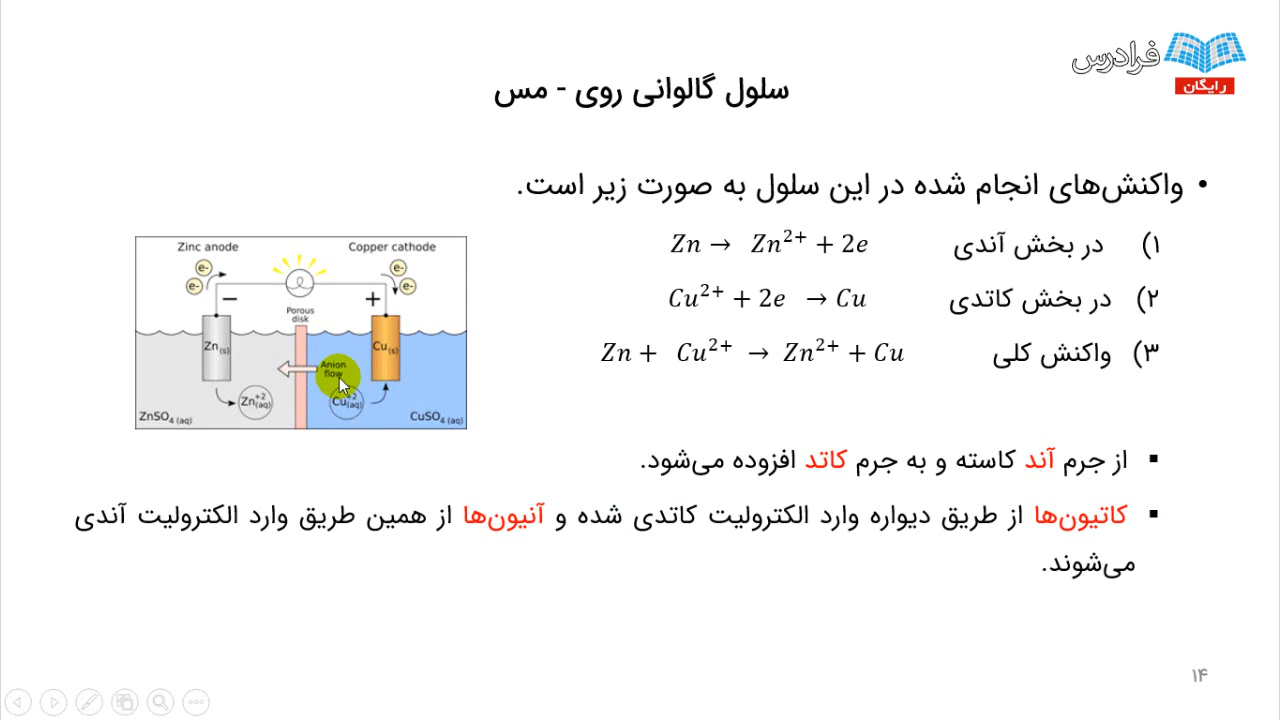 فرادرس
رایگان
سلول گالوانی روی - مس
• واکنش‌های انجام شده در این سلول به صورت زیر است.
۱) در بخش آندی Zn → Zn²⁺ + 2e
۲) در بخش کاتدی Cu²⁺ + 2e → Cu
۳) واکنش کلی Zn + Cu²⁺ → Zn²⁺ + Cu
Zinc anode
Copper cathode
e-
e-
e-
e-
−
+
Porous
disk
Zn(s)
Cu(s)
Anion
flow
Zn+2(aq)
Cu+2(aq)
ZnSO4 (aq)
CuSO4 (aq)
▪ از جرم آند کاسته و به جرم کاتد افزوده می‌شود.
▪ کاتیون‌ها از طریق دیواره وارد الکترولیت کاتدی شده و آنیون‌ها از همین طریق وارد الکترولیت آندی
می‌شوند.
۱۴